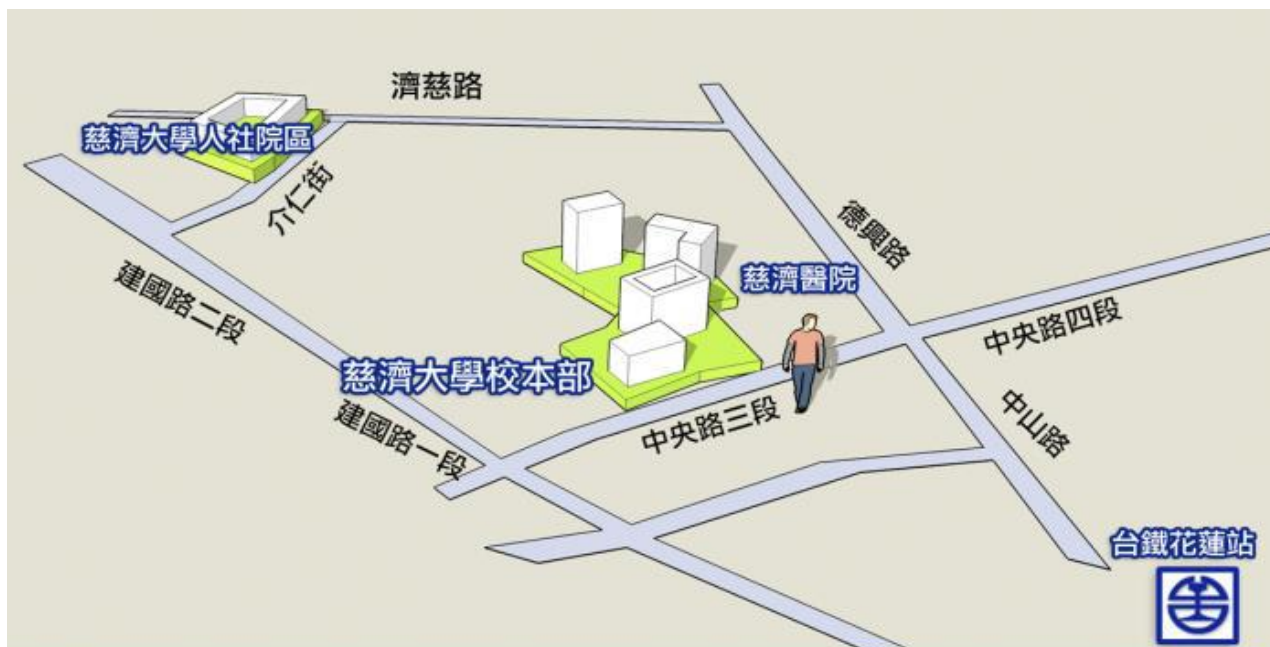 濟慈路
慈濟大學人社院區
介仁街
德興路
建國路二段
慈濟醫院
中央路四段
慈濟大學校本部
建國路一段
中央路三段
中山路
台鐵花蓮站